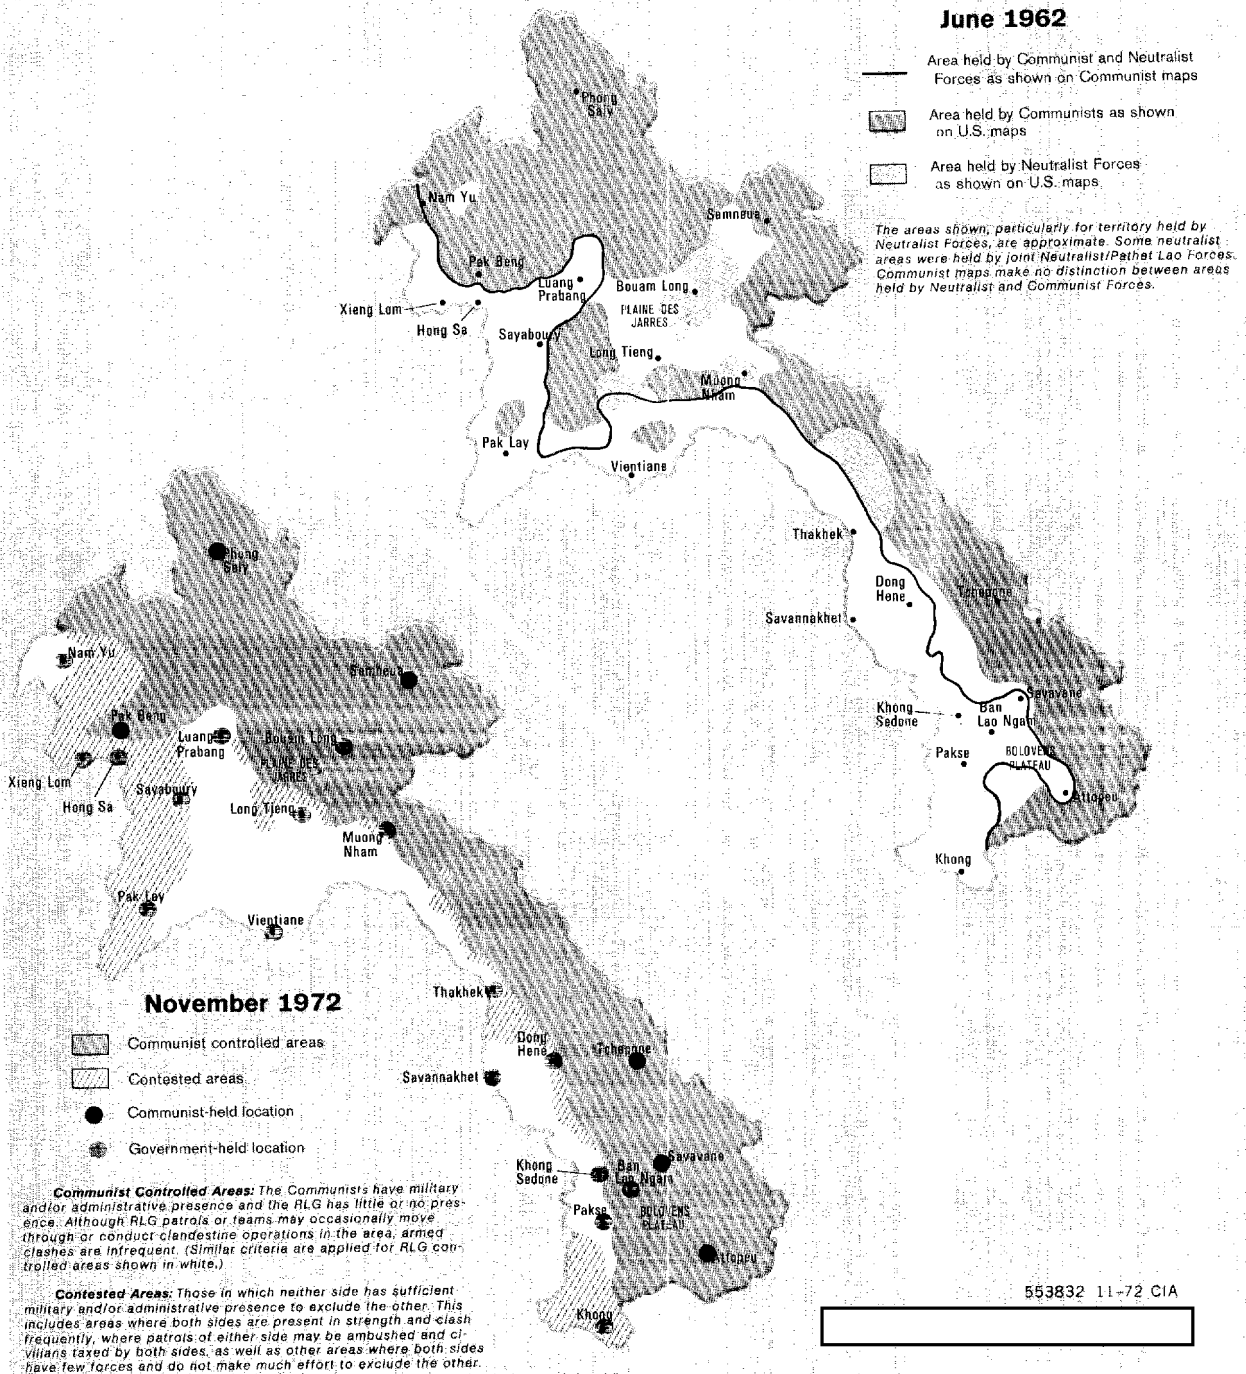 June 1962
Area held by Communist and Neutralist
Forces as shown on Communist maps
Area held by Communists as shown
on U.S. maps
Area held by Neutralist Forces
as shown on U.S. maps
The areas shown, particularly for territory held by
Neutralist Forces, are approximate. Some neutralist
areas were held by joint Neutralist/Pathet Lao Forces.
Communist maps make no distinction between areas
held by Neutralist and Communist Forces.
Phong
Saly
Nam Yu
Samneua
Pak Beng
Luang
Prabang
Bouam Long
Xieng Lom
Hong Sa
PLAINE DES
JARRES
Sayaboury
Long Tieng
Muong
Nham
Pak Lay
Vientiane
Thakhek
Dong
Hene
Tchepone
Savannakhet
Saravane
Khong
Sedone
Ban
Lao Ngam
Pakse
BOLOVENS
PLATEAU
Attopeu
Khong
Phong
Saly
Nam Yu
Samneua
Pak Beng
Luang
Prabang
Bouam Long
PLAINE DES
JARRES
Xieng Lom
Hong Sa
Sayaboury
Long Tieng
Muong
Nham
Pak Lay
Vientiane
Thakhek
Dong
Hene
Tchepone
Savannakhet
Saravane
Khong
Sedone
Ban
Lao Ngam
Pakse
BOLOVENS
PLATEAU
Attopeu
Khong
November 1972
Communist controlled areas
Contested areas
Communist-held location
Government-held location
Communist Controlled Areas: The Communists have military
and/or administrative presence and the RLG has little or no pres-
ence. Although RLG patrols or teams may occasionally move
through or conduct clandestine operations in the area, armed
clashes are infrequent. (Similar criteria are applied for RLG con-
trolled areas shown in white.)
Contested Areas: Those in which neither side has sufficient
military and/or administrative presence to exclude the other. This
includes areas where both sides are present in strength and clash
frequently, where patrols of either side may be ambushed and ci-
vilians taxed by both sides, as well as other areas where both sides
have few forces and do not make much effort to exclude the other.
553832 11-72 CIA